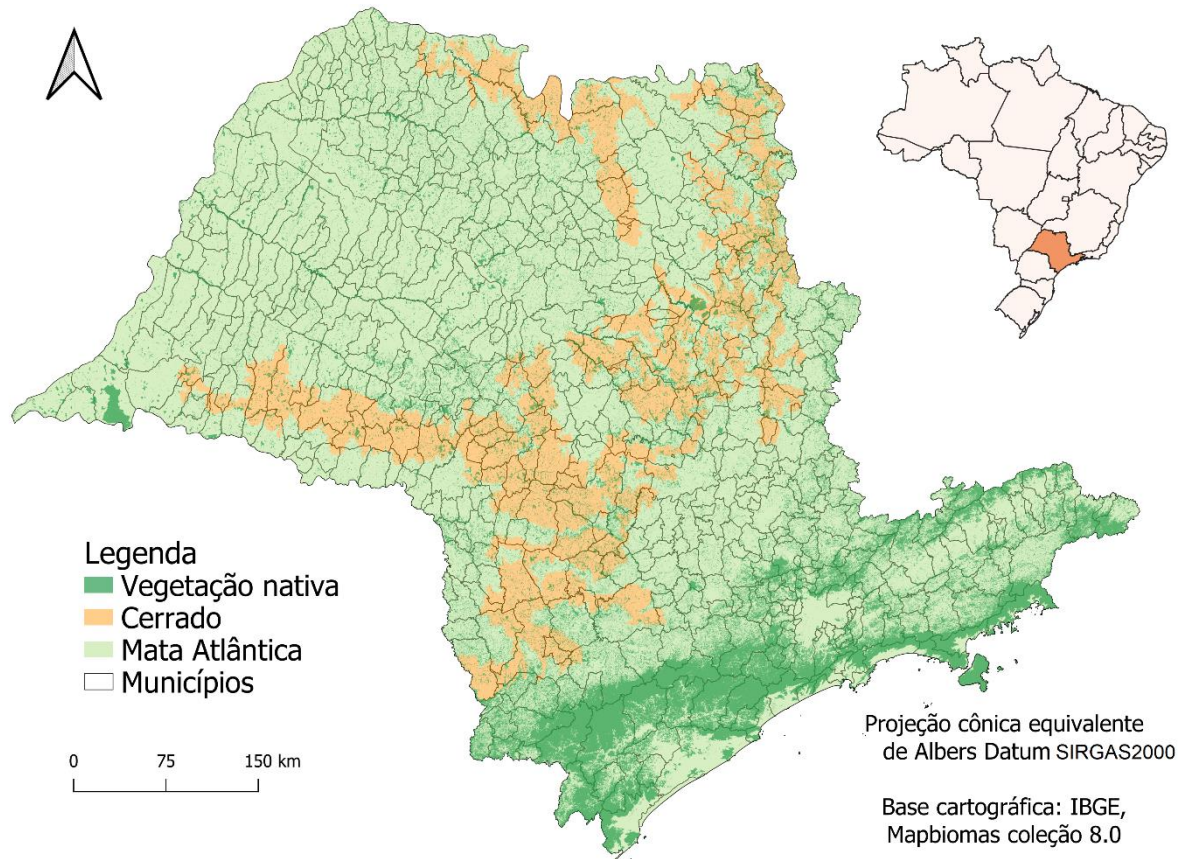 Legenda
Vegetação nativa
Cerrado
Mata Atlântica
Municípios
0 75 150 km
Projeção cônica equivalente
de Albers Datum SIRGAS2000
Base cartográfica: IBGE,
Mapbiomas coleção 8.0